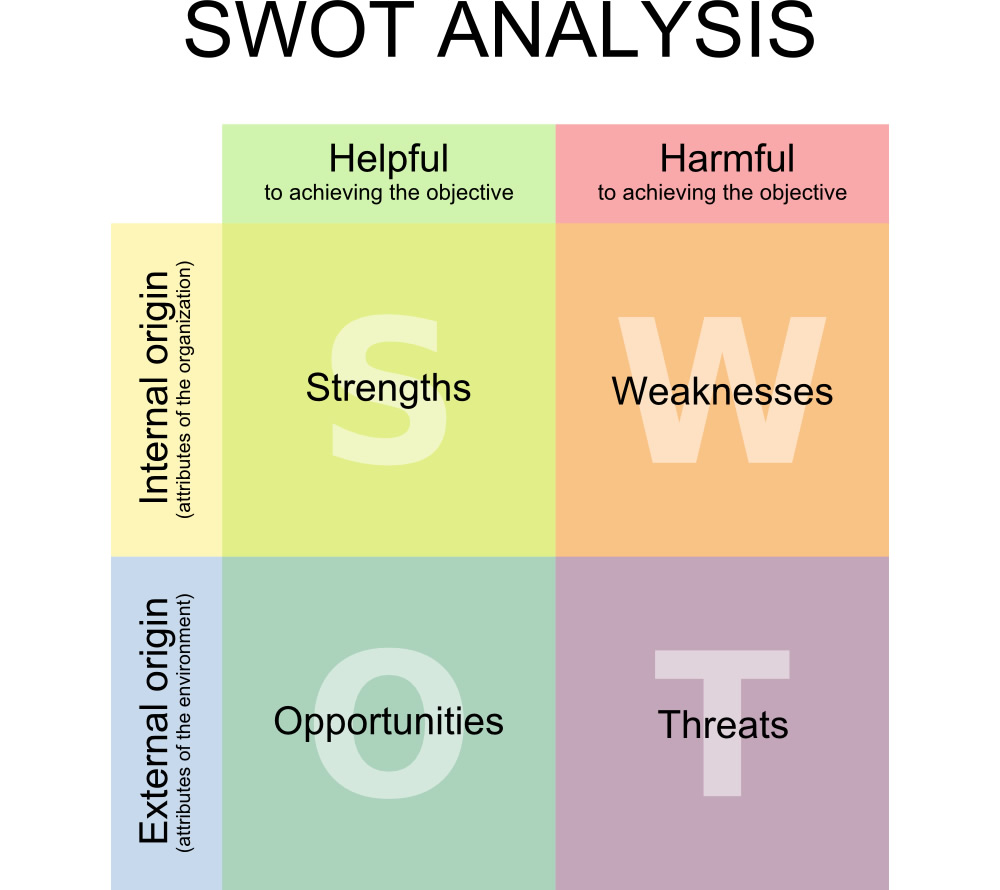 SWOT ANALYSIS
Helpful
to achieving the objective
Harmful
to achieving the objective
Internal origin
(attributes of the organization)
S
Strengths
W
Weaknesses
External origin
(attributes of the environment)
O
Opportunities
T
Threats